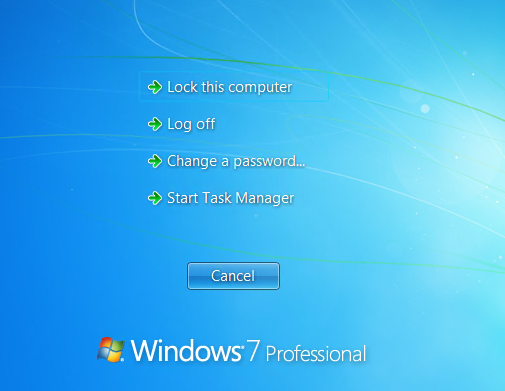 Lock this computer
Log off
Change a password...
Start Task Manager
Cancel
Windows 7 Professional